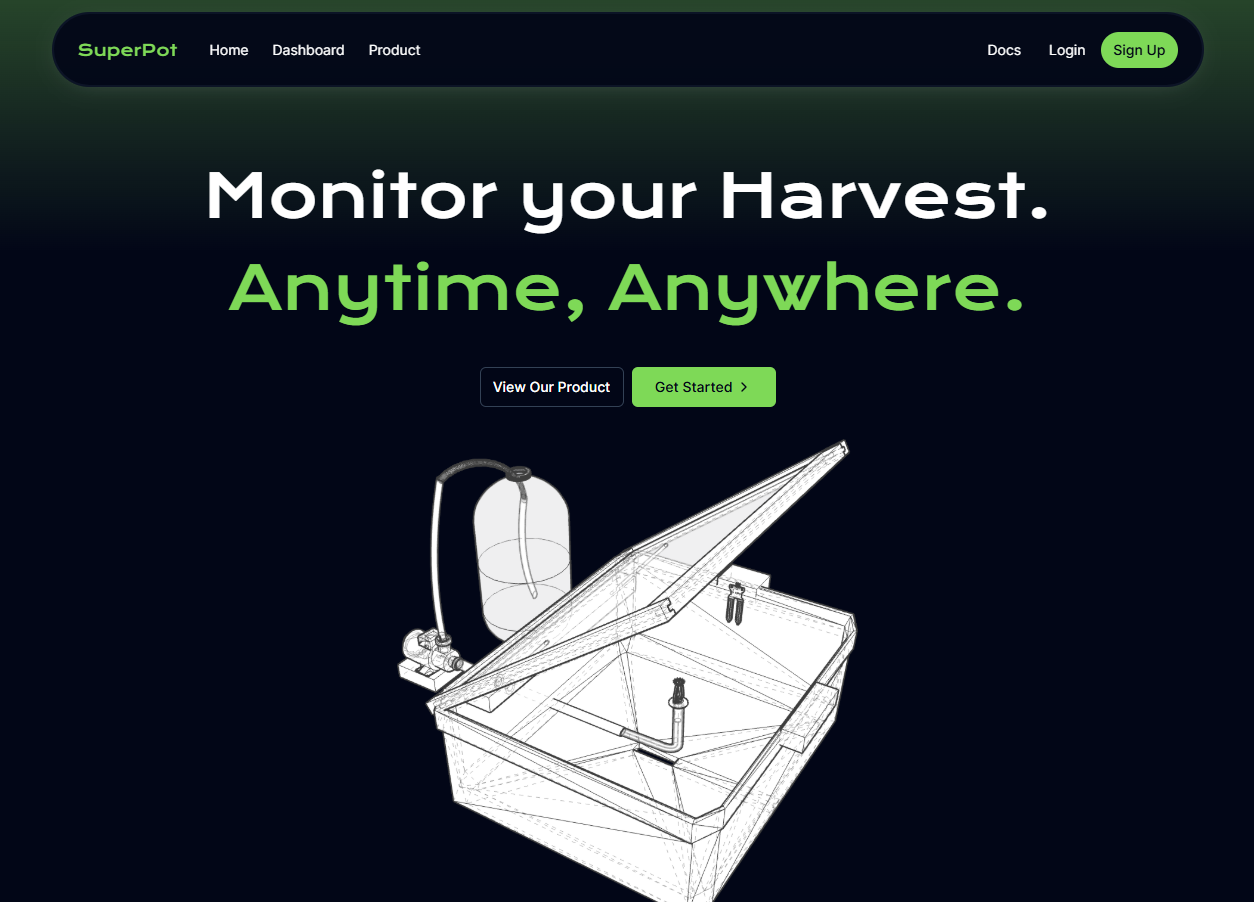 SuperPot Home Dashboard Product Docs Login Sign Up
Monitor your Harvest.
Anytime, Anywhere.
View Our Product Get Started